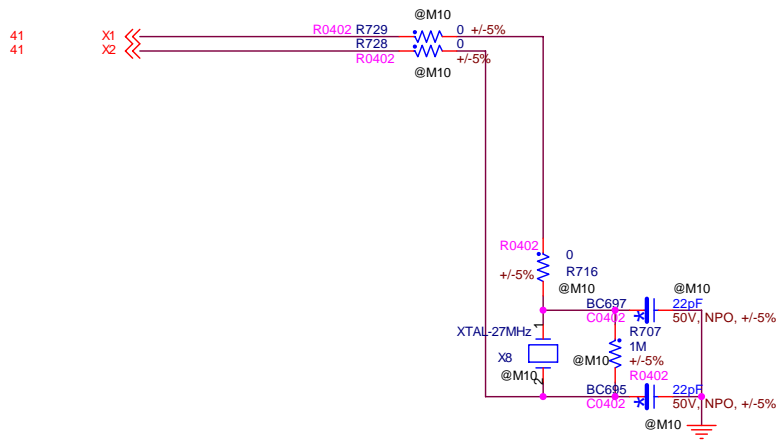 @M10
41 X1 R0402 R729 0 +/-5%
41 X2 R728 0
R0402 +/-5%
@M10
R0402
0
+/-5%
R716
@M10
@M10
BC697 22pF
C0402 50V, NPO, +/-5%
XTAL-27MHz 1
R707
1M
X8
@M10
+/-5%
@M10
2
R0402
BC695 22pF
C0402 50V, NPO, +/-5%
@M10